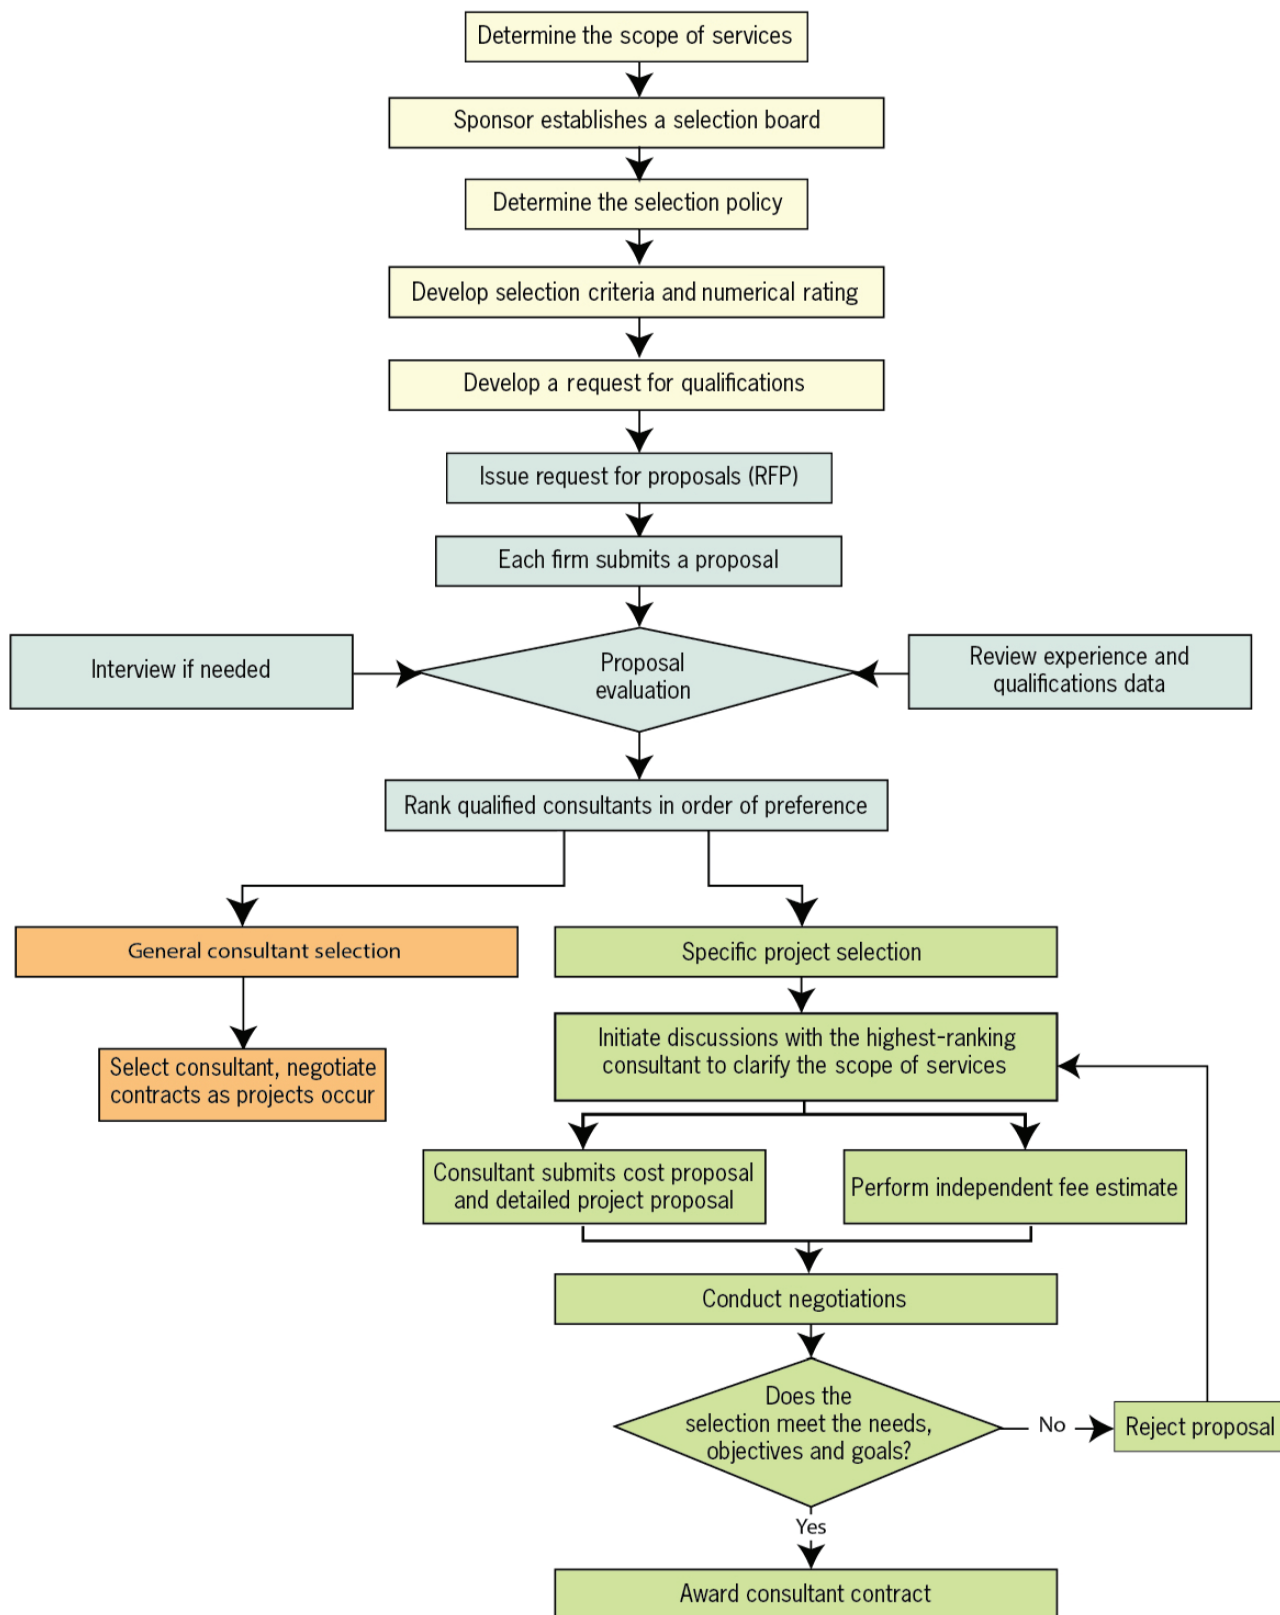 Determine the scope of services
Sponsor establishes a selection board
Determine the selection policy
Develop selection criteria and numerical rating
Develop a request for qualifications
Issue request for proposals (RFP)
Each firm submits a proposal
Interview if needed
Proposal
evaluation
Review experience and
qualifications data
Rank qualified consultants in order of preference
General consultant selection
Select consultant, negotiate
contracts as projects occur
Specific project selection
Initiate discussions with the highest-ranking
consultant to clarify the scope of services
Consultant submits cost proposal
and detailed project proposal
Perform independent fee estimate
Conduct negotiations
Does the
selection meet the needs,
objectives and goals?
No
Reject proposal
Yes
Award consultant contract